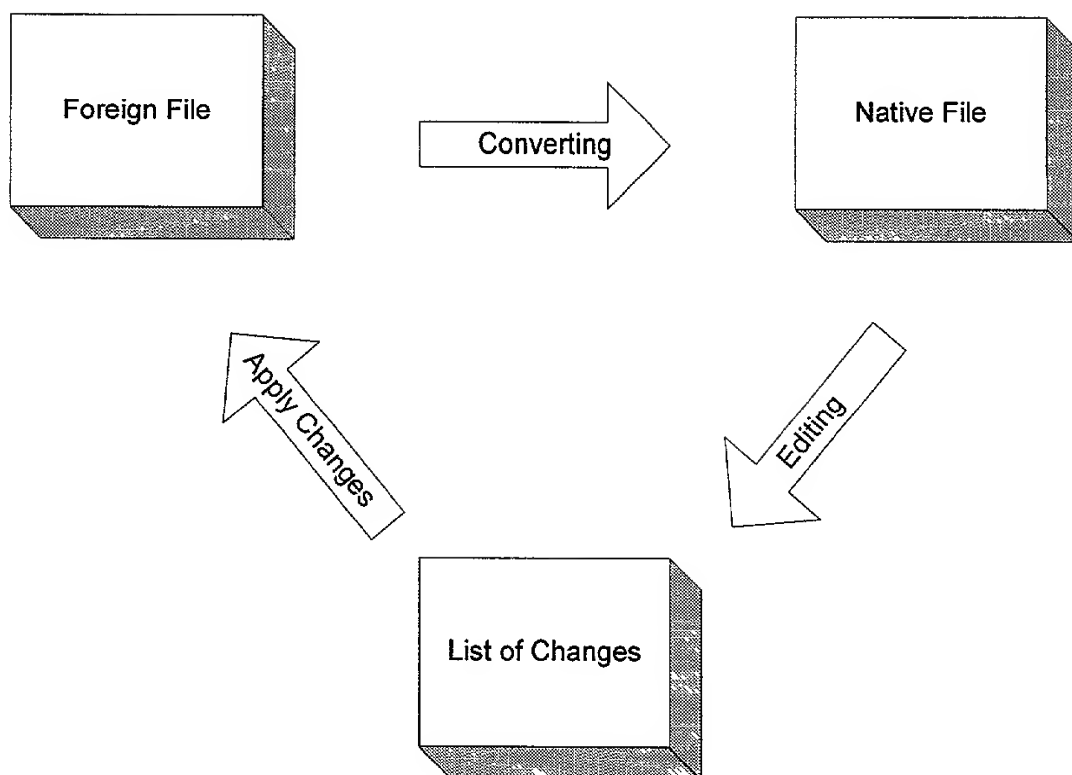 Foreign File
Converting
Native File
Editing
List of Changes
Apply Changes